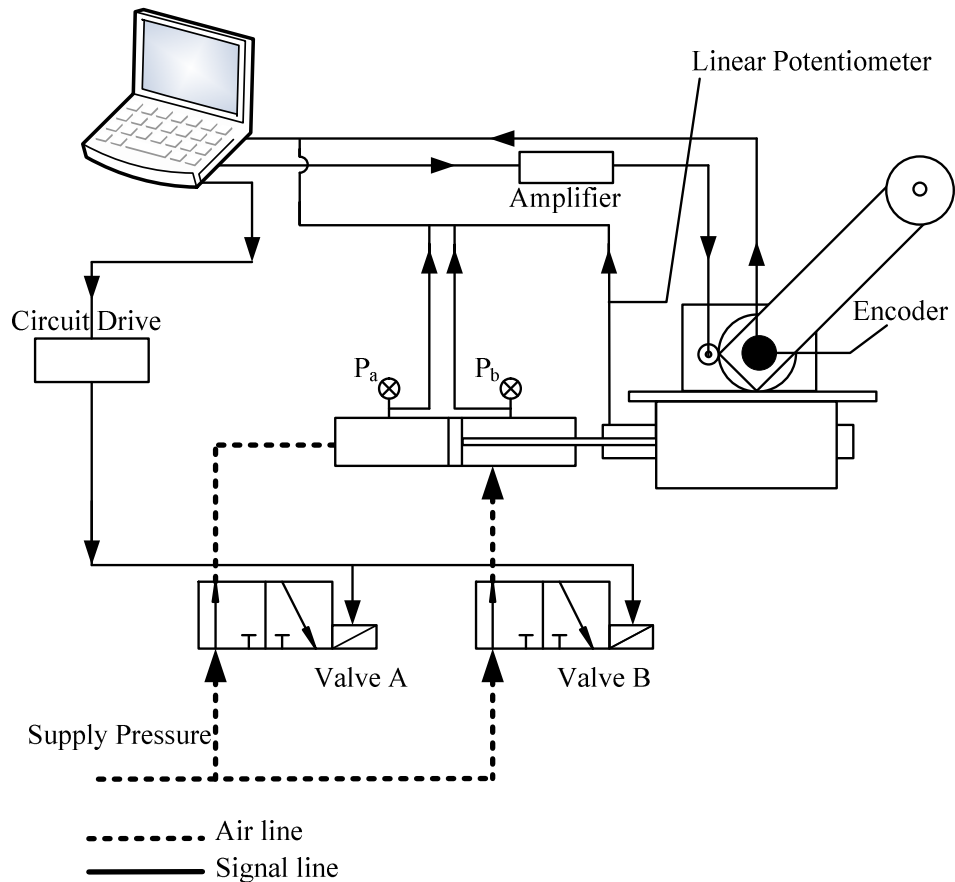 Linear Potentiometer
Amplifier
Encoder
Circuit Drive
Pa
Pb
Valve A
Valve B
Supply Pressure
Air line
Signal line